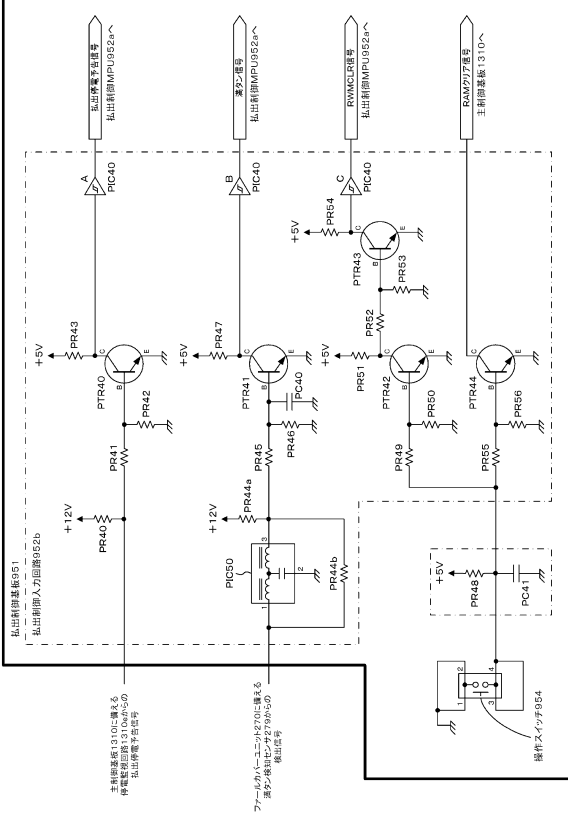 払出制御基板951
払出制御入力回路952b
主制御基板1310に備える
停電監視回路1310eからの
払出停電予告信号
+12V
PR40
PR41
PR42
+5V
PR43
PTR40
B
C
E
A
PIC40
払出停電予告信号
払出制御MPU952aへ
ファールカバーユニット270に備える
満タン検知センサ279からの
検出信号
PIC50
1
2
3
PR44b
+12V
PR44a
PR45
PR46
PC40
+5V
PR47
PTR41
B
C
E
B
PIC40
満タン信号
払出制御MPU952aへ
操作スイッチ954
1
2
3
4
+5V
PR48
PC41
PR49
PR50
+5V
PR51
PTR42
B
C
E
PR52
PR53
+5V
PR54
PTR43
B
C
E
C
PIC40
RWMCLR信号
払出制御MPU952aへ
PR55
PR56
PTR44
B
C
E
RAMクリア信号
主制御基板1310へ